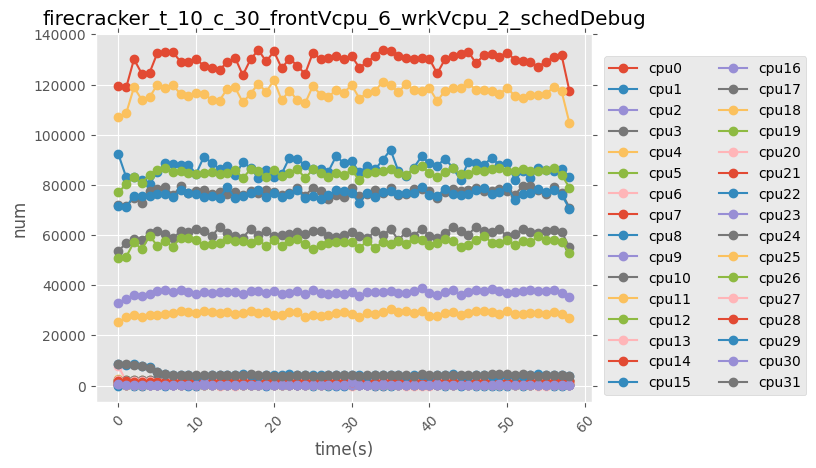 firecracker_t_10_c_30_frontVcpu_6_wrkVcpu_2_schedDebug
140000
120000
100000
80000
60000
40000
20000
0
num
0
10
20
30
40
50
60
time(s)
cpu0
cpu1
cpu2
cpu3
cpu4
cpu5
cpu6
cpu7
cpu8
cpu9
cpu10
cpu11
cpu12
cpu13
cpu14
cpu15
cpu16
cpu17
cpu18
cpu19
cpu20
cpu21
cpu22
cpu23
cpu24
cpu25
cpu26
cpu27
cpu28
cpu29
cpu30
cpu31